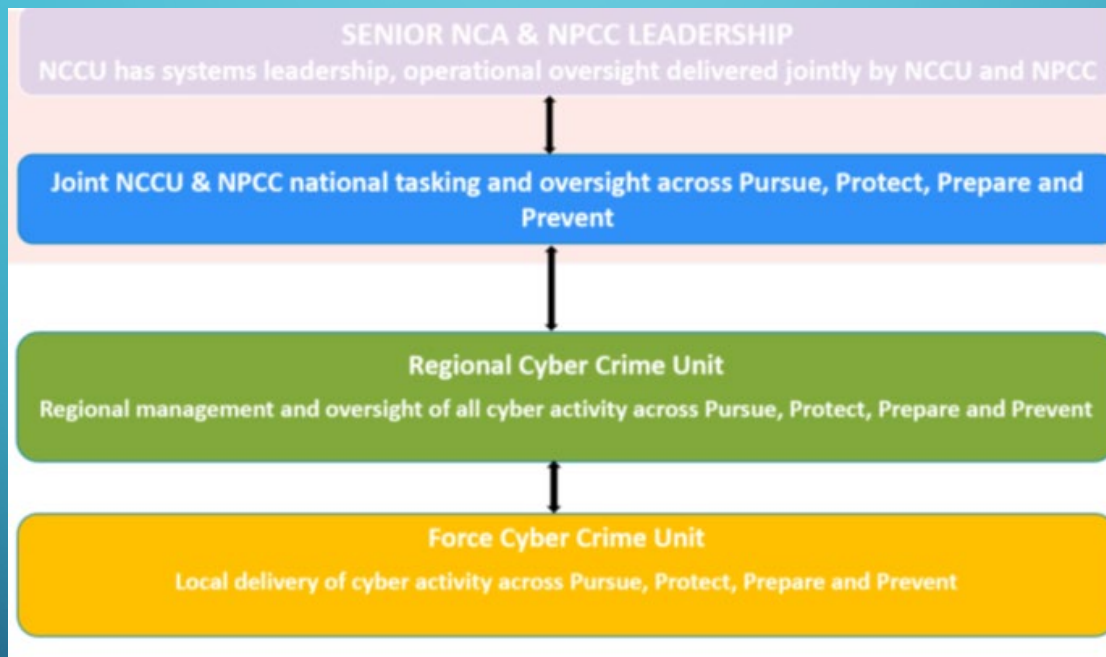 SENIOR NCA & NPCC LEADERSHIP
NCCU has systems leadership, operational oversight delivered jointly by NCCU and NPCC
Joint NCCU & NPCC national tasking and oversight across Pursue, Protect, Prepare and
Prevent
Regional Cyber Crime Unit
Regional management and oversight of all cyber activity across Pursue, Protect, Prepare and Prevent
Force Cyber Crime Unit
Local delivery of cyber activity across Pursue, Protect, Prepare and Prevent